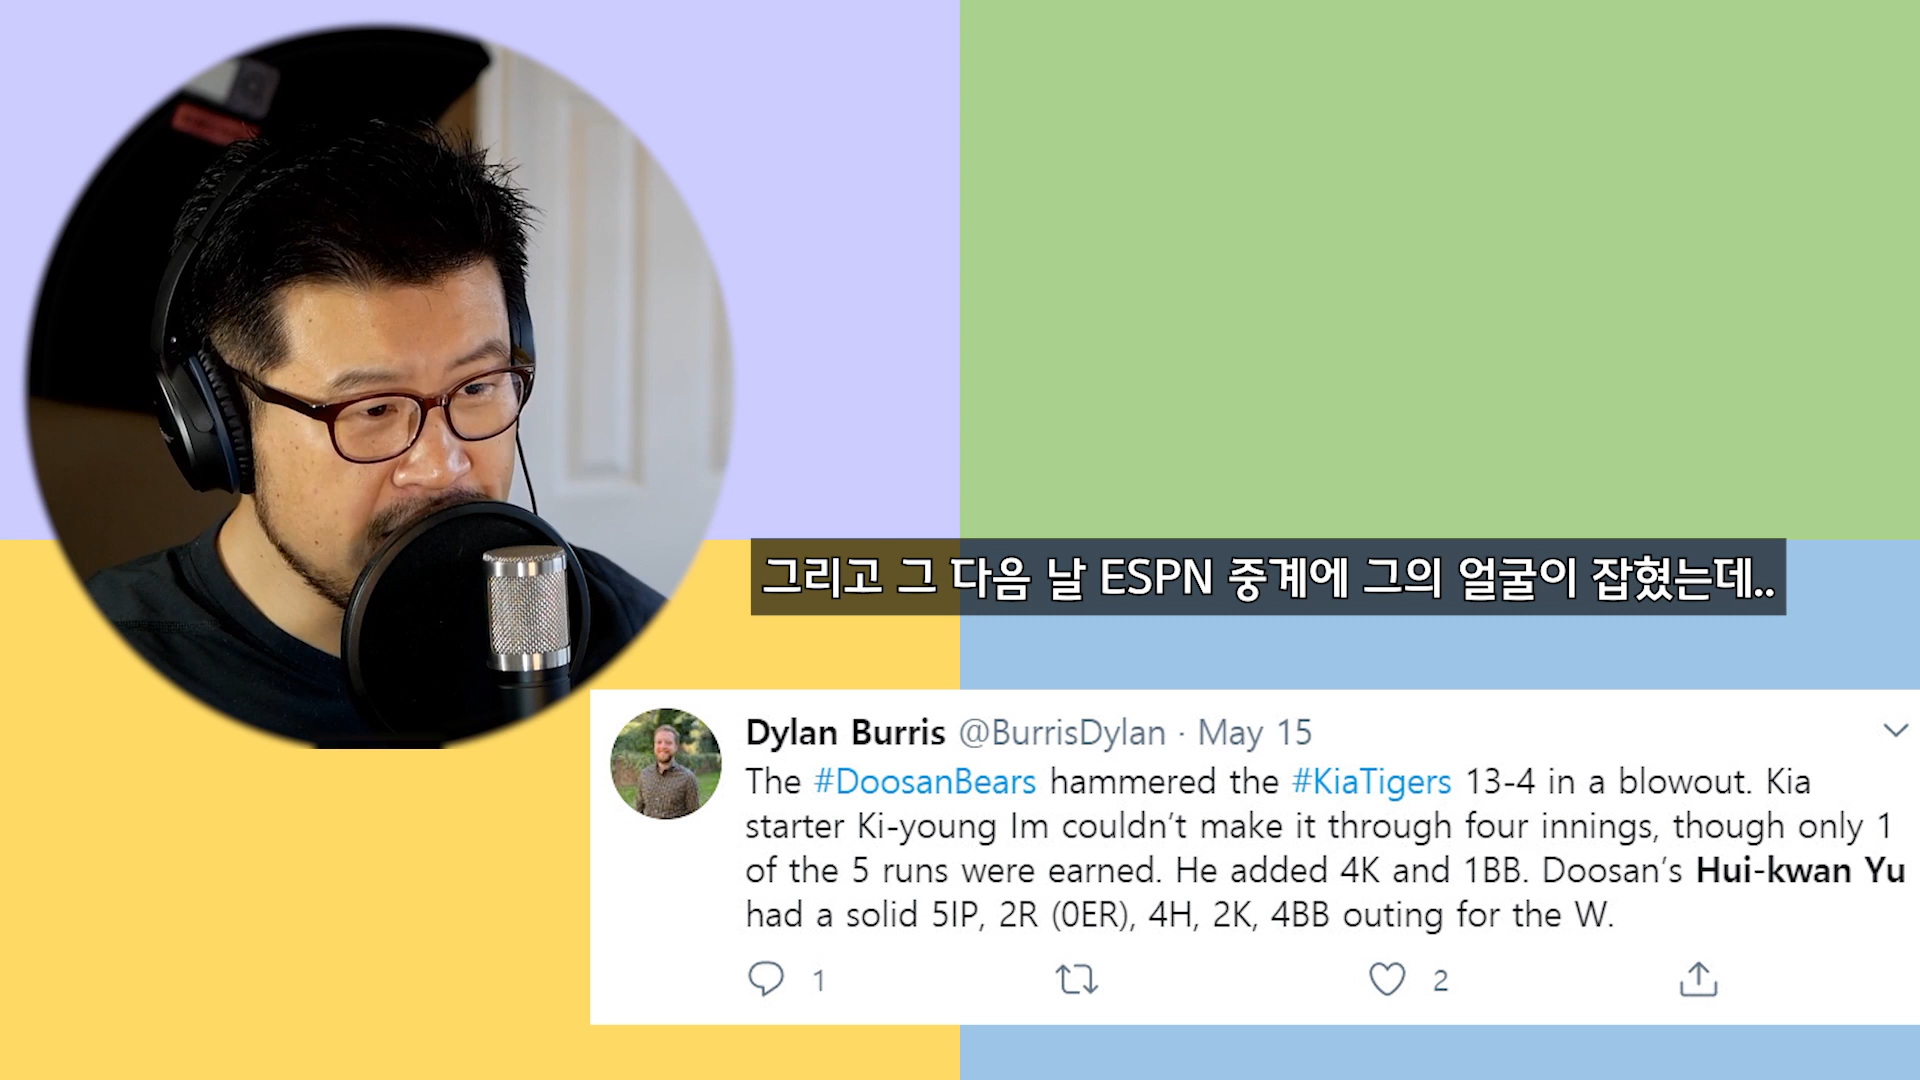 그리고 그 다음 날 ESPN 중계에 그의 얼굴이 잡혔는데..
Dylan Burris @BurrisDylan · May 15
The #DoosanBears hammered the #KiaTigers 13-4 in a blowout. Kia
starter Ki-young Im couldn't make it through four innings, though only 1
of the 5 runs were earned. He added 4K and 1BB. Doosan's Hui-kwan Yu
had a solid 5IP, 2R (0ER), 4H, 2K, 4BB outing for the W.
1 2